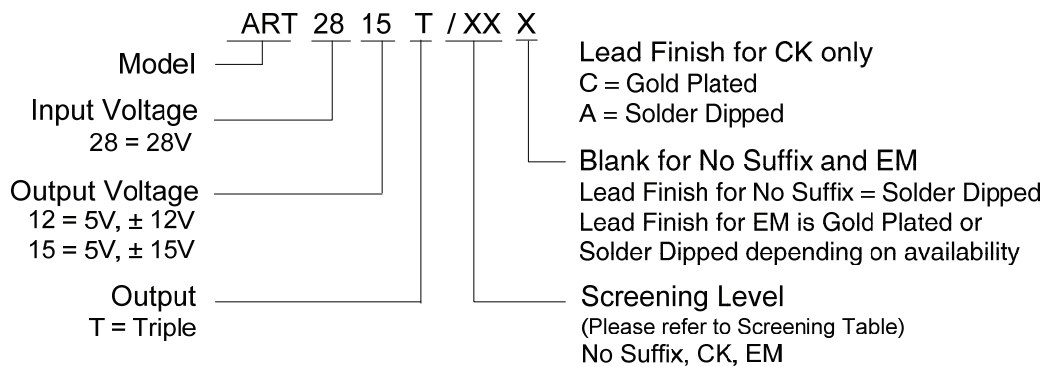 ART 28 15 T / XX X
Model
Input Voltage
28 = 28V
Output Voltage
12 = 5V, ± 12V
15 = 5V, ± 15V
Output
T = Triple
Lead Finish for CK only
C = Gold Plated
A = Solder Dipped
Blank for No Suffix and EM
Lead Finish for No Suffix = Solder Dipped
Lead Finish for EM is Gold Plated or
Solder Dipped depending on availability
Screening Level
(Please refer to Screening Table)
No Suffix, CK, EM